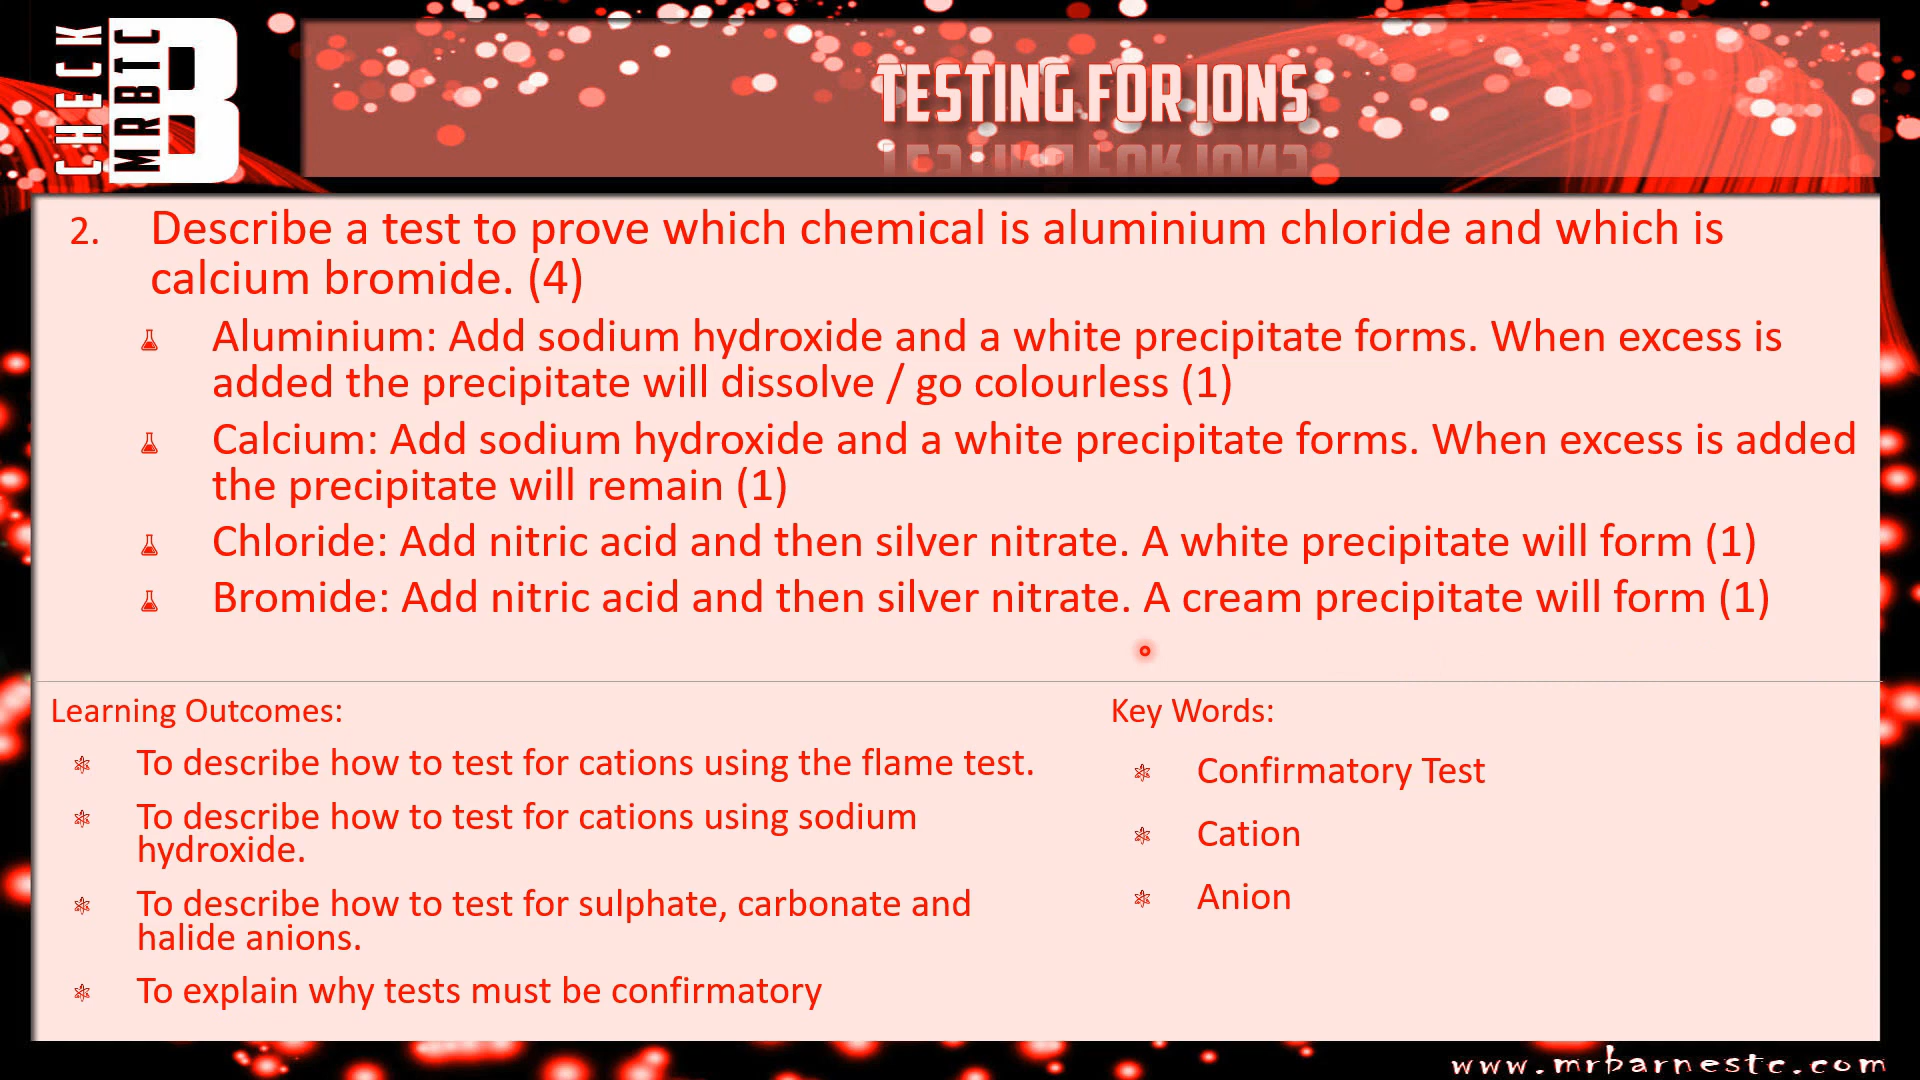 CHECK
MRBTC
B
TESTING FOR IONS
2. Describe a test to prove which chemical is aluminium chloride and which is
calcium bromide. (4)
Aluminium: Add sodium hydroxide and a white precipitate forms. When excess is
added the precipitate will dissolve / go colourless (1)
Calcium: Add sodium hydroxide and a white precipitate forms. When excess is added
the precipitate will remain (1)
Chloride: Add nitric acid and then silver nitrate. A white precipitate will form (1)
Bromide: Add nitric acid and then silver nitrate. A cream precipitate will form (1)
Learning Outcomes:
To describe how to test for cations using the flame test.
To describe how to test for cations using sodium
hydroxide.
To describe how to test for sulphate, carbonate and
halide anions.
To explain why tests must be confirmatory
Key Words:
Confirmatory Test
Cation
Anion
www.mrbarnestc.com